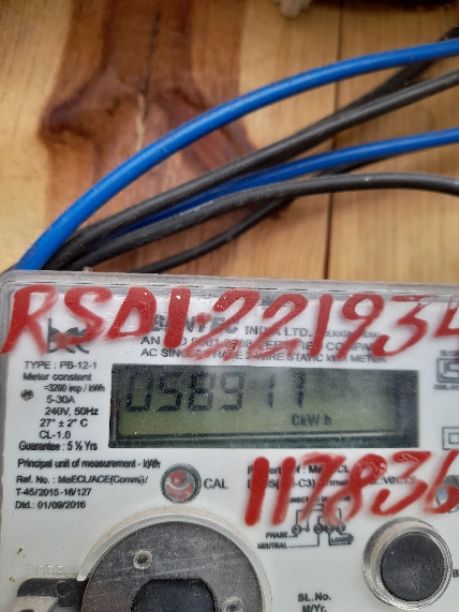 RSD1-221934
INDIA LTD.
AC SINGLE PHASE 2-WIRE STATIC kWh METER
TYPE : PB-12-1
Meter constant
=3200 imp / kWh
5-30A
240V, 50Hz
27° ± 2° C
CL-1.0
Guarantee : 5 ½ Yrs
058911
CkWh
Principal unit of measurement - kWh
Ref. No. : MeECL/ACE(Comml)/
T-45/2015-16/127
Dtd. : 01/09/2016
CAL
117836
PHASE
NEUTRAL
LOAD
SL.No.
M/Yr.